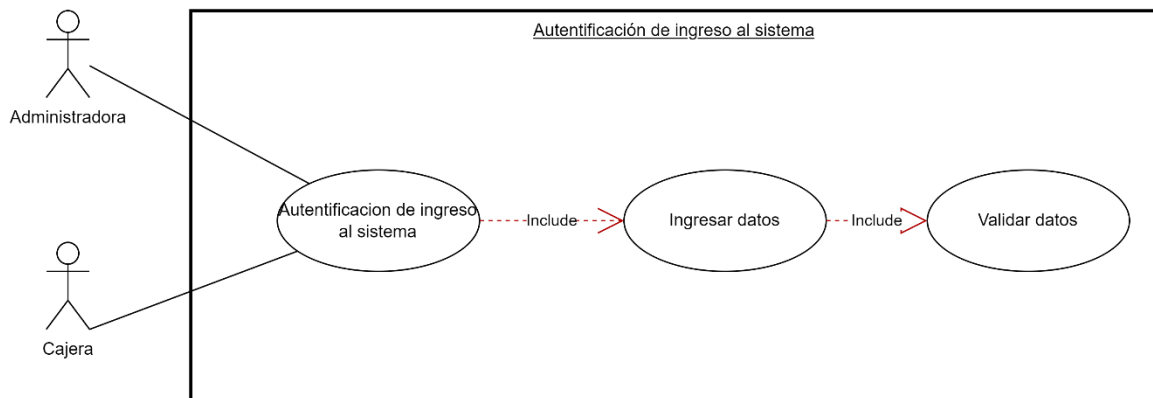 Autentificación de ingreso al sistema
Administradora
Autentificacion de ingreso
al sistema
Include
Ingresar datos
Include
Validar datos
Cajera